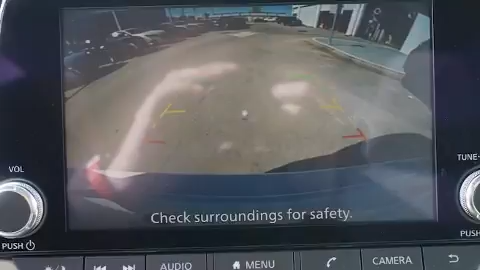 Check surroundings for safety.
VOL
PUSH
TUNE-
PUSH
AUDIO
MENU
CAMERA